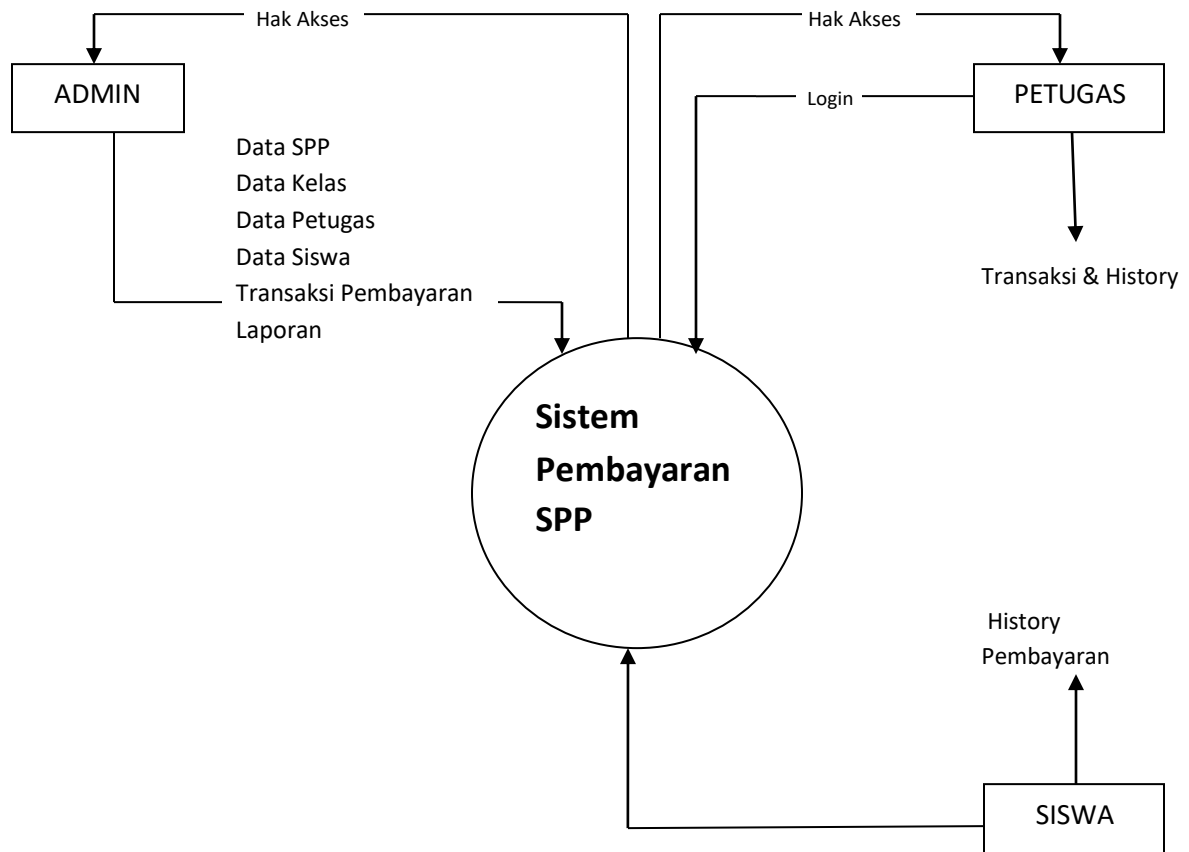 Hak Akses
Hak Akses
ADMIN
PETUGAS
Login
Data SPP
Data Kelas
Data Petugas
Data Siswa
Transaksi Pembayaran
Laporan
Transaksi & History
Sistem
Pembayaran
SPP
History
Pembayaran
SISWA